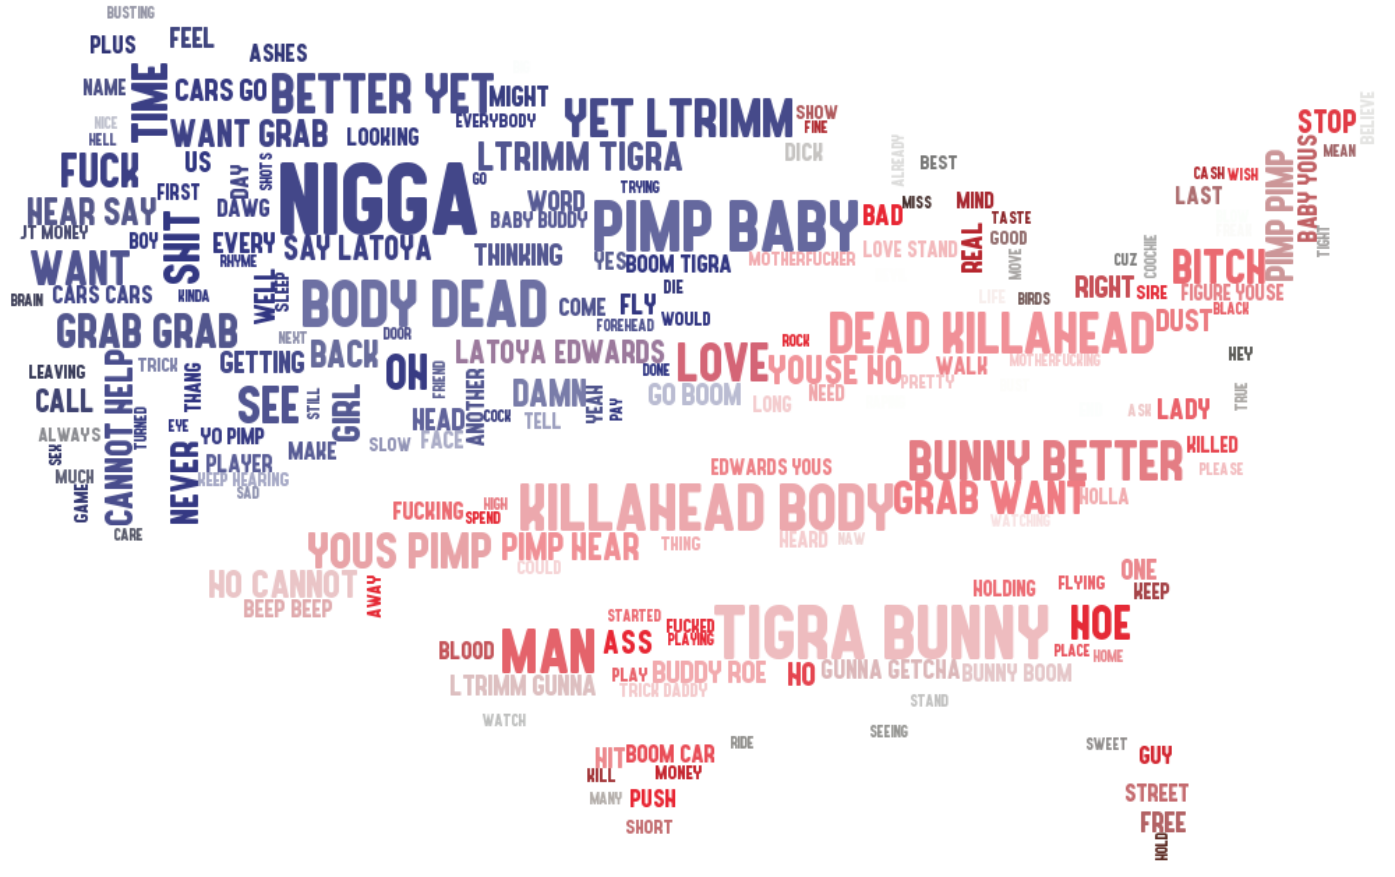 BUSTING
PLUS
FEEL
ASHES
NAME
TIME
CARS GO
BETTER YET
MIGHT
EVERYBODY
YET LTRIMM
SHOW
FINE
NICE
HELL
WANT GRAB
LOOKING
LTRIMM TIGRA
DICK
ALREADY
BEST
STOP
BELIEVE
MEAN
FUCK
US
DAY
SHOTS
NIGGA
GO
FIRST
TRYING
WORD
BABY BUDDY
PIMP BABY
BAD
MISS
MIND
TASTE
GOOD
REAL
MOVE
CASH
WISH
LAST
PIMP PIMP
BABY YOUS
TIGHT
HEAR SAY
JT MONEY
SHIT
DAWG
BOY
EVERY
RHYME
SAY LATOYA
THINKING
YES
BOOM TIGRA
MOTHERFUCKER
LOVE STAND
CUZ
COOCHIE
BITCH
WANT
BRAIN
CARS CARS
KINDA
WELL
SLEEP
BODY DEAD
COME
FLY
DIE
FOREHEAD
WOULD
LIFE
BIRDS
RIGHT
SIRE
FIGURE YOUSE
BLACK
GRAB GRAB
NEXT
DOOR
ROCK
DEAD KILLAHEAD
DUST
HEY
LEAVING
TRICK
THANG
GETTING
BACK
OH
FRIEND
LATOYA EDWARDS
DONE
LOVE
YOUSE HO
PRETTY
WALK
MOTHERFUCKING
CALL
CANNOT HELP
TURNED
EYE
SEE
STILL
GIRL
HEAD
ANOTHER
COCK
DAMN
TELL
YEAH
PAY
GO BOOM
LONG
NEED
TRUE
ASK
LADY
ALWAYS
SEX
YO PIMP
MAKE
SLOW
FACE
MUCH
GAME
NEVER
PLAYER
KEEP HEARING
SAD
EDWARDS YOUS
BUNNY BETTER
KILLED
PLEASE
CARE
FUCKING
HIGH
SPEND
KILLAHEAD BODY
GRAB WANT
HOLLA
WATCHING
YOUS PIMP
PIMP HEAR
THING
HEARD
NAW
COULD
HO CANNOT
BEEP BEEP
AWAY
HOLDING
FLYING
ONE
KEEP
STARTED
FUCKED
PLAYING
TIGRA BUNNY
HOE
BLOOD
MAN
ASS
PLACE
HOME
LTRIMM GUNNA
PLAY
BUDDY ROE
TRICK DADDY
HO
GUNNA GETCHA
BUNNY BOOM
WATCH
STAND
SEEING
RIDE
SWEET
GUY
HIT
BOOM CAR
KILL
MONEY
MANY
PUSH
SHORT
STREET
FREE
HOLD